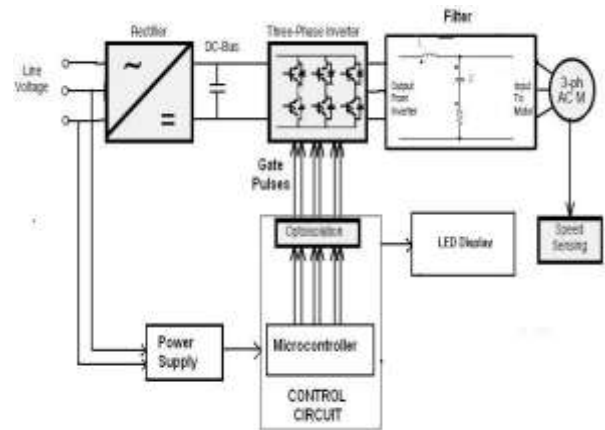 Filter
Rectifier
DC-Bus
Three-Phase Inverter
Line
Voltage
~
=
Output
From
Inverter
Input
To
Motor
3-ph
AC M
Gate
Pulses
Optoisolation
LED Display
Speed
Sensing
Power
Supply
Microcontroller
CONTROL
CIRCUIT